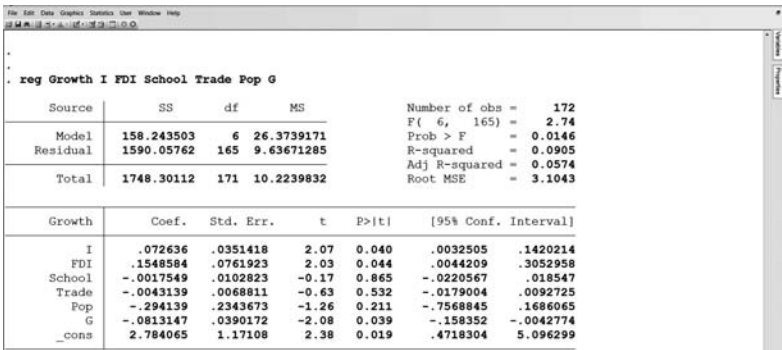 File Edit Data Graphics Statistics User Window Help
Variables
Properties
.
.
. reg Growth I FDI School Trade Pop G
Source | SS df MS Number of obs = 172
F( 6, 165) = 2.74
Model | 158.243503 6 26.3739171 Prob > F = 0.0146
Residual | 1590.05762 165 9.63671285 R-squared = 0.0905
Adj R-squared = 0.0574
Total | 1748.30112 171 10.2239832 Root MSE = 3.1043
Growth | Coef. Std. Err. t P>|t| [95% Conf. Interval]
I | .072636 .0351418 2.07 0.040 .0032505 .1420214
FDI | .1548584 .0761923 2.03 0.044 .0044209 .3052958
School | -.0017549 .0102823 -0.17 0.865 -.0220567 .018547
Trade | -.0043139 .0068811 -0.63 0.532 -.0179004 .0092725
Pop | -.294139 .2343673 -1.26 0.211 -.7568845 .1686065
G | -.0813147 .0390172 -2.08 0.039 -.158352 -.0042774
_cons | 2.784065 1.17108 2.38 0.019 .4718304 5.096299